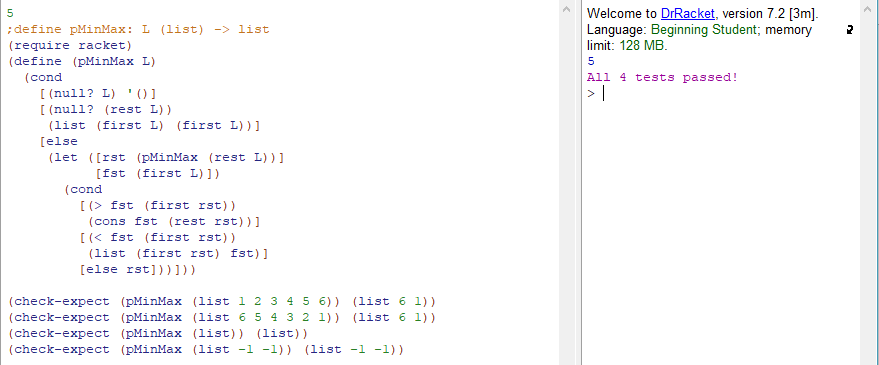 5
;define pMinMax: L (list) -> list
(require racket)
(define (pMinMax L)
  (cond
    [(null? L) '()]
    [(null? (rest L))
     (list (first L) (first L))]
    [else
     (let ([rst (pMinMax (rest L))]
           [fst (first L)])
       (cond
         [(> fst (first rst))
          (cons fst (rest rst))]
         [(< fst (first rst))
          (list (first rst) fst)]
         [else rst]))]))

(check-expect (pMinMax (list 1 2 3 4 5 6)) (list 6 1))
(check-expect (pMinMax (list 6 5 4 3 2 1)) (list 6 1))
(check-expect (pMinMax (list)) (list))
(check-expect (pMinMax (list -1 -1)) (list -1 -1))

Welcome to DrRacket, version 7.2 [3m].
Language: Beginning Student; memory
limit: 128 MB.
5
All 4 tests passed!
>